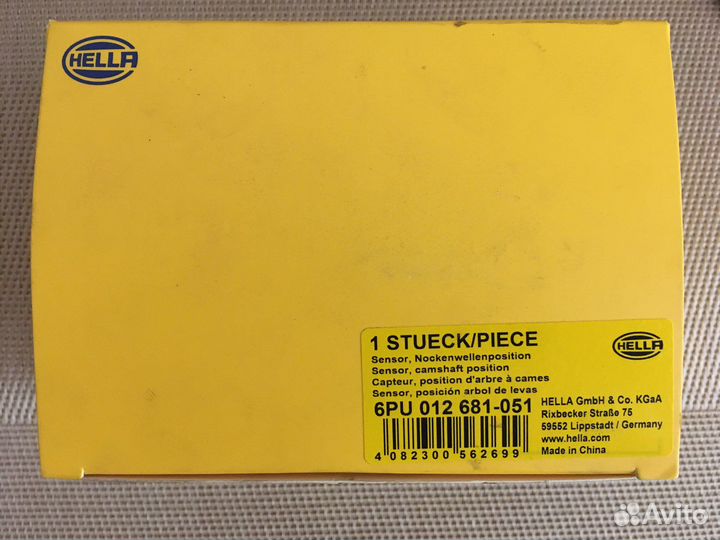 HELLA
1 STUECK/PIECE
Sensor, Nockenwellenposition
Sensor, camshaft position
Capteur, position d'arbre à cames
Sensor, posición arbol de levas
6PU 012 681-051
4 082300 562699
HELLA
HELLA GmbH & Co. KGaA
Rixbecker Straße 75
59552 Lippstadt / Germany
www.hella.com
Made in China
Avito